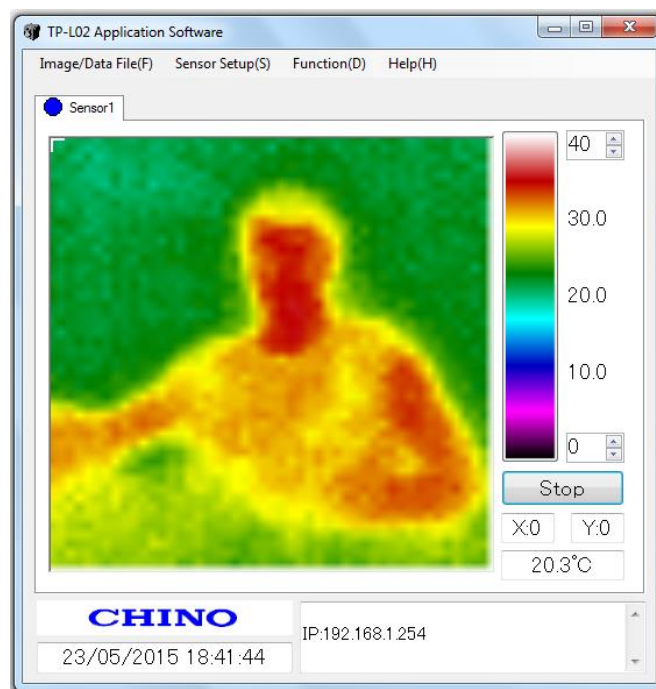 TP-L02 Application Software
Image/Data File(F) Sensor Setup(S) Function(D) Help(H)
Sensor1
40
30.0
20.0
10.0
0
Stop
X:0 Y:0
20.3°C
CHINO
IP:192.168.1.254
23/05/2015 18:41:44